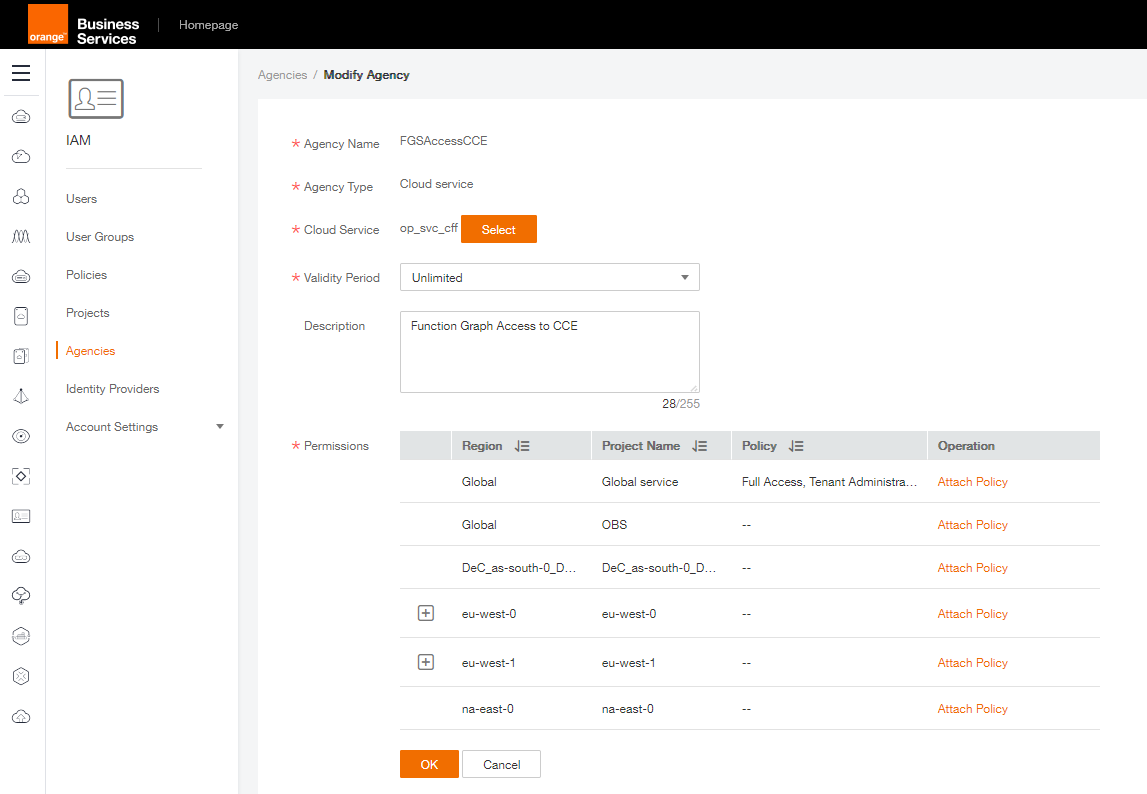 orange™
Business
Services
Homepage
Agencies / Modify Agency
IAM
Users
User Groups
Policies
Projects
Agencies
Identity Providers
Account Settings
* Agency Name FGSAccessCCE
* Agency Type Cloud service
* Cloud Service op_svc_cff Select
* Validity Period Unlimited
Description Function Graph Access to CCE
28/255
* Permissions
Region Project Name Policy Operation
Global Global service Full Access, Tenant Administra... Attach Policy
Global OBS -- Attach Policy
DeC_as-south-0_D... DeC_as-south-0_D... -- Attach Policy
eu-west-0 eu-west-0 -- Attach Policy
eu-west-1 eu-west-1 -- Attach Policy
na-east-0 na-east-0 -- Attach Policy
OK Cancel